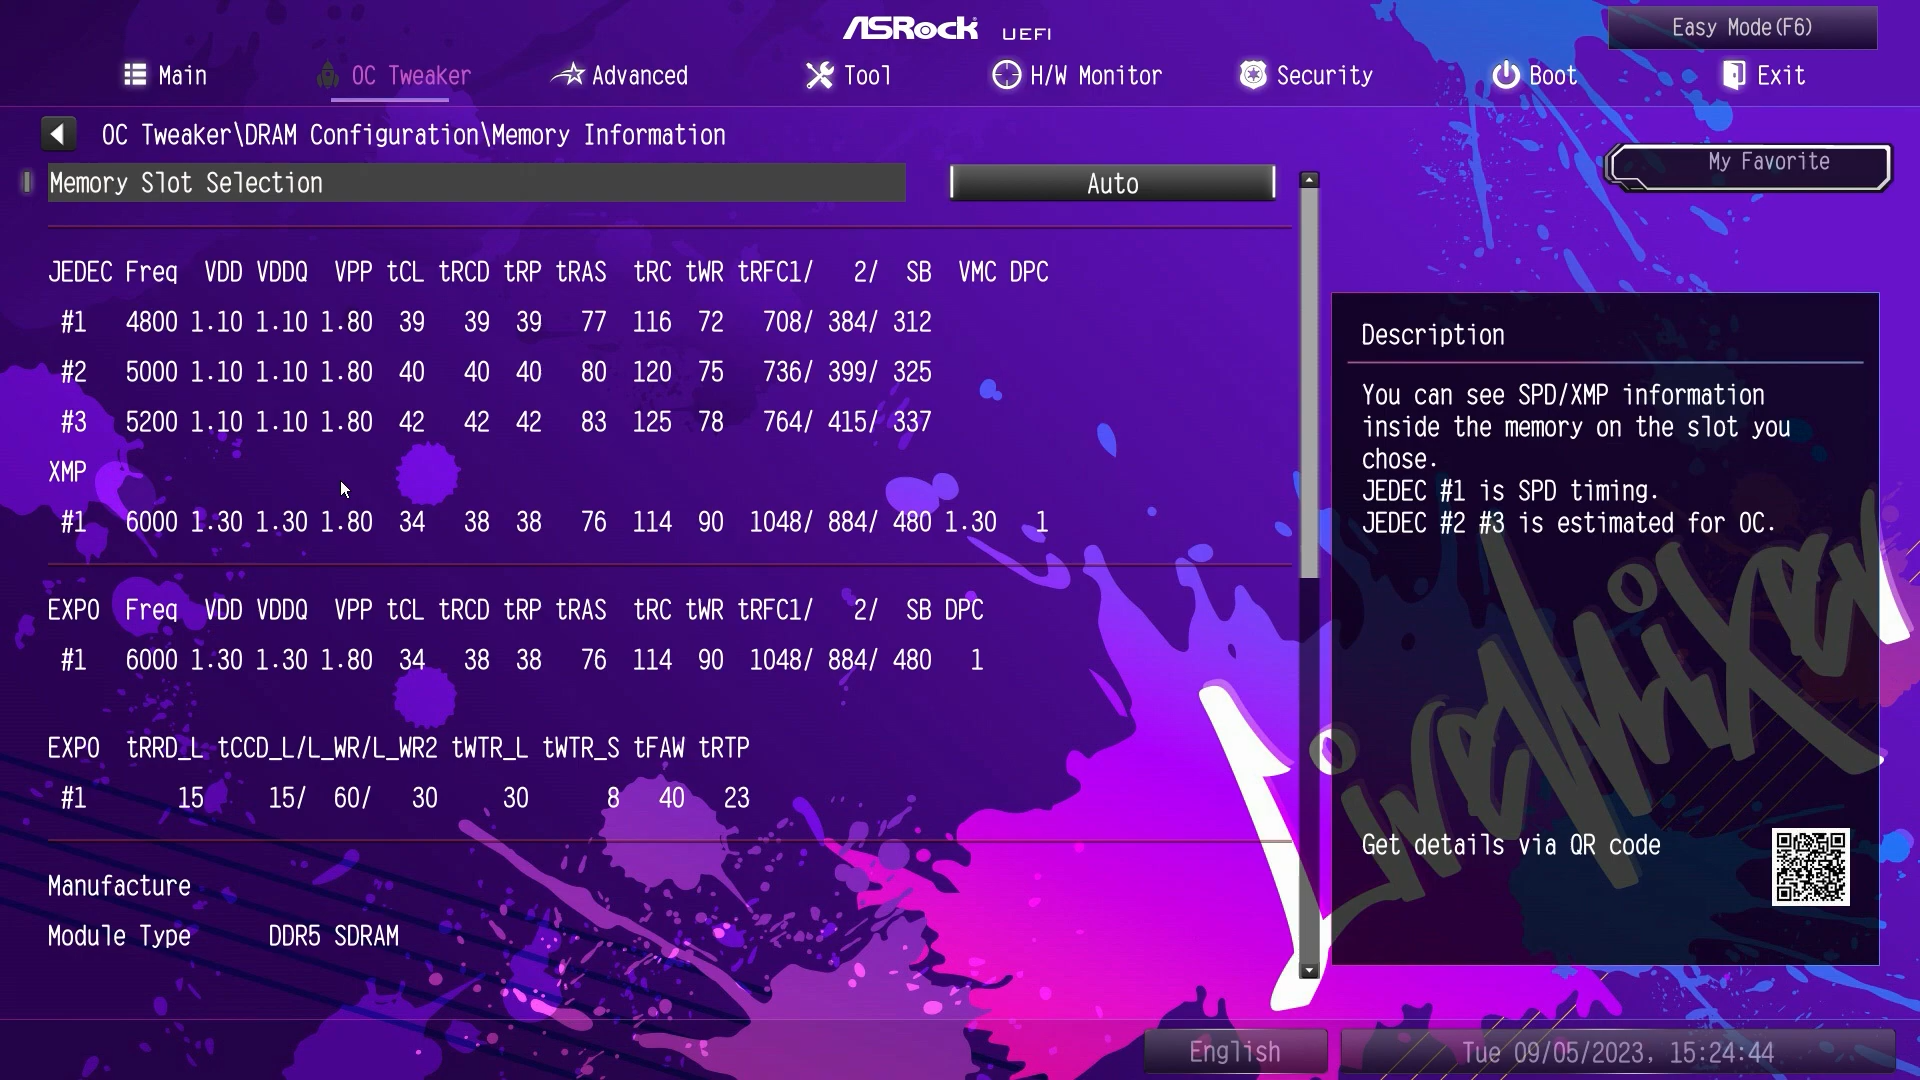 ASRock UEFI
Easy Mode(F6)
Main OC Tweaker Advanced Tool H/W Monitor Security Boot Exit
OC Tweaker\DRAM Configuration\Memory Information
My Favorite
Memory Slot Selection Auto
JEDEC Freq VDD VDDQ VPP tCL tRCD tRP tRAS tRC tWR tRFC1/ 2/ SB VMC DPC
#1 4800 1.10 1.10 1.80 39 39 39 77 116 72 708/ 384/ 312
#2 5000 1.10 1.10 1.80 40 40 40 80 120 75 736/ 399/ 325
#3 5200 1.10 1.10 1.80 42 42 42 83 125 78 764/ 415/ 337
XMP
#1 6000 1.30 1.30 1.80 34 38 38 76 114 90 1048/ 884/ 480 1.30 1
EXPO Freq VDD VDDQ VPP tCL tRCD tRP tRAS tRC tWR tRFC1/ 2/ SB DPC
#1 6000 1.30 1.30 1.80 34 38 38 76 114 90 1048/ 884/ 480 1
EXPO tRRD_L tCCD_L/L_WR/L_WR2 tWTR_L tWTR_S tFAW tRTP
#1 15 15/ 60/ 30 30 8 40 23
Manufacture
Module Type DDR5 SDRAM
Description
You can see SPD/XMP information
inside the memory on the slot you
chose.
JEDEC #1 is SPD timing.
JEDEC #2 #3 is estimated for OC.
LiveMixer
Get details via QR code
English
Tue 09/05/2023, 15:24:44